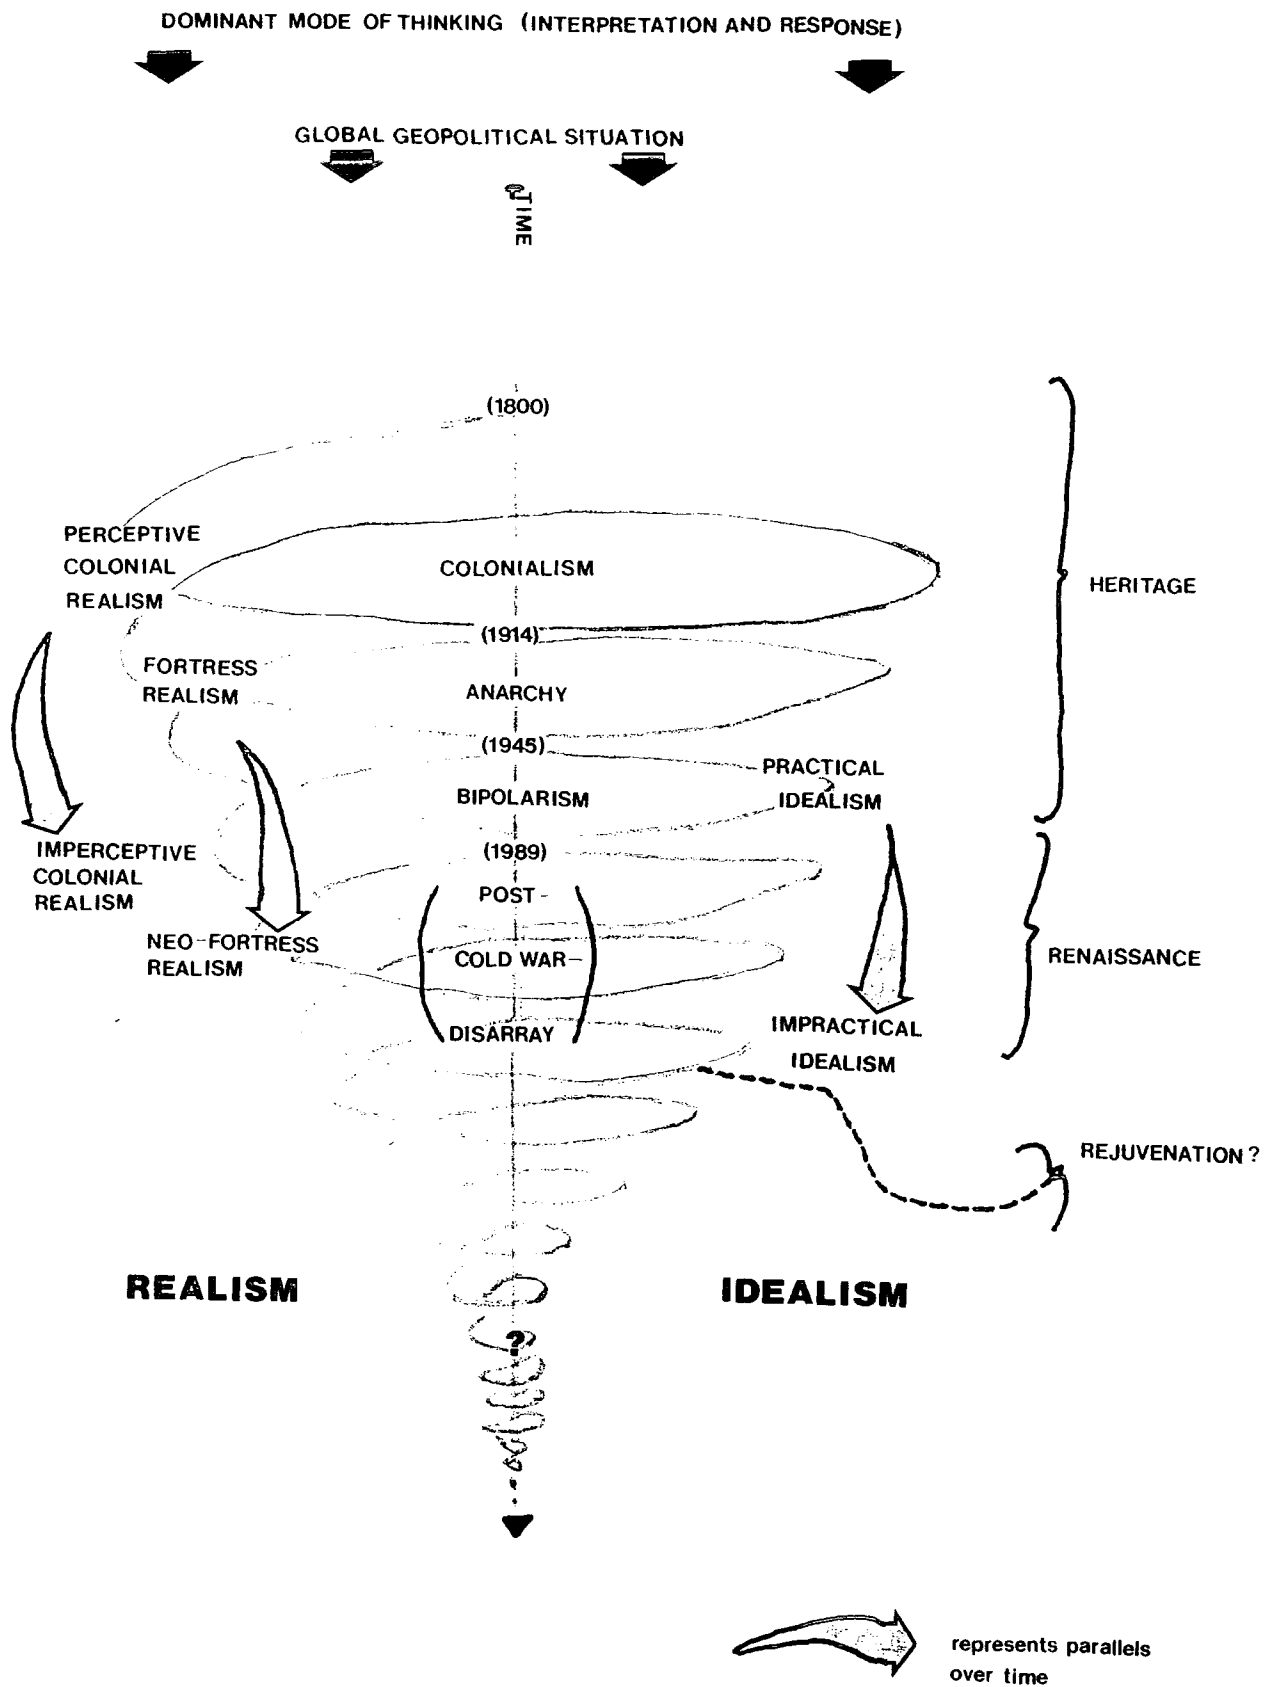 DOMINANT MODE OF THINKING (INTERPRETATION AND RESPONSE)
GLOBAL GEOPOLITICAL SITUATION
TIME
(1800)
PERCEPTIVE
COLONIAL
REALISM
COLONIALISM
HERITAGE
(1914)
FORTRESS
REALISM
ANARCHY
(1945)
PRACTICAL
IDEALISM
BIPOLARISM
(1989)
IMPERCEPTIVE
COLONIAL
REALISM
POST-
COLD WAR-
DISARRAY
NEO-FORTRESS
REALISM
RENAISSANCE
IMPRACTICAL
IDEALISM
REJUVENATION?
REALISM
IDEALISM
?
represents parallels
over time